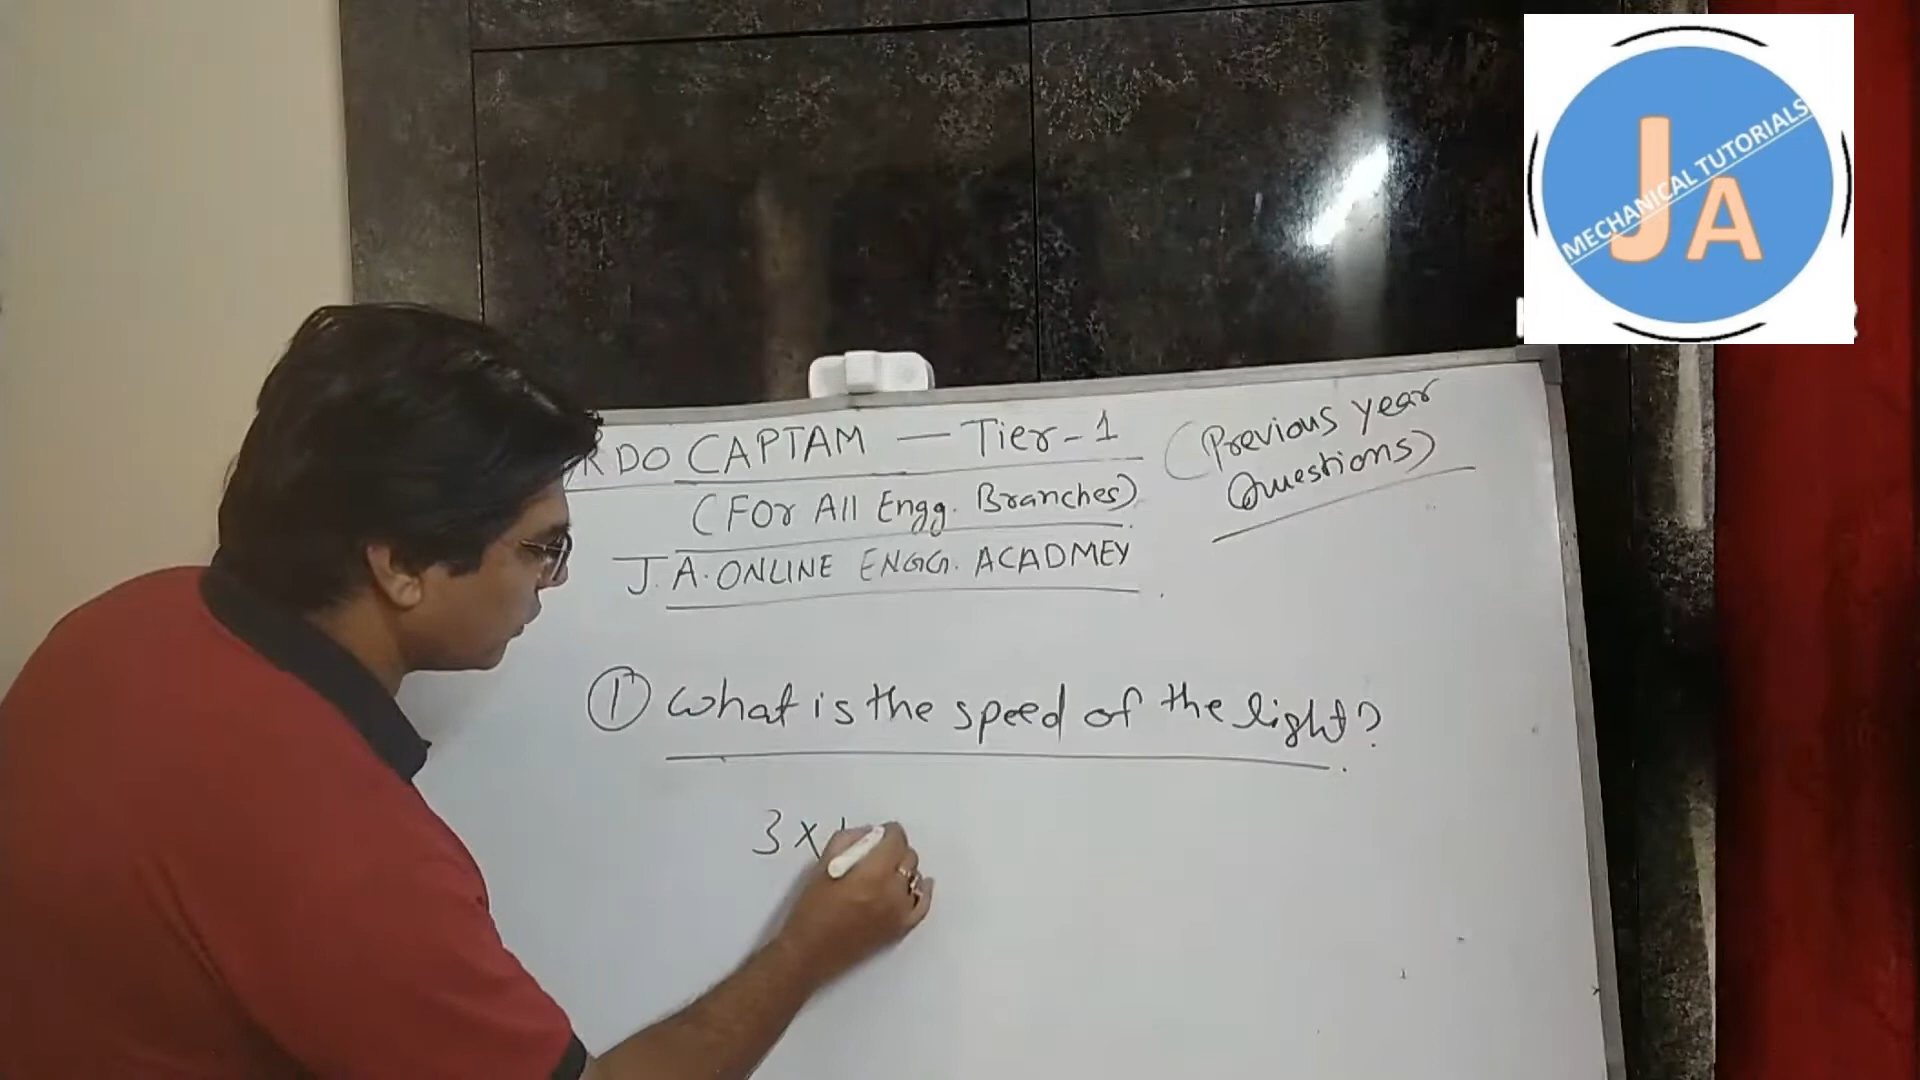 RDO CAPTAM — Tier-1
(Previous year
Questions)
(For All Engg. Branches)
J.A. ONLINE ENGG. ACADMEY
① What is the speed of the light?
3 x
MECHANICAL TUTORIALS
JA